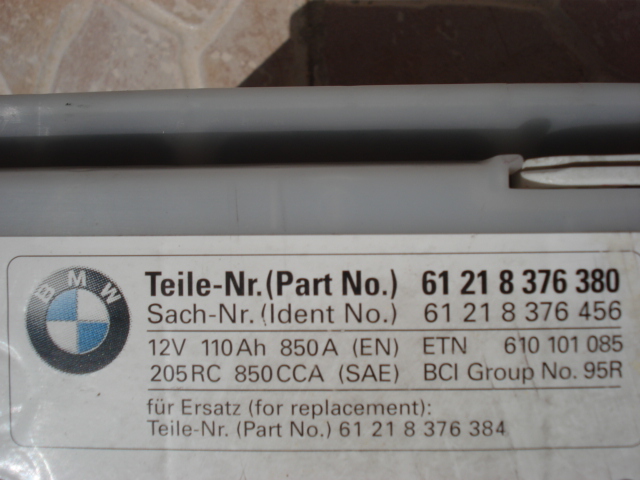 BMW
Teile-Nr.(Part No.) 61 21 8 376 380
Sach-Nr. (Ident No.) 61 21 8 376 456
12V 110Ah 850A (EN) ETN 610 101 085
205RC 850CCA (SAE) BCI Group No. 95R
für Ersatz (for replacement):
Teile-Nr. (Part No.) 61 21 8 376 384